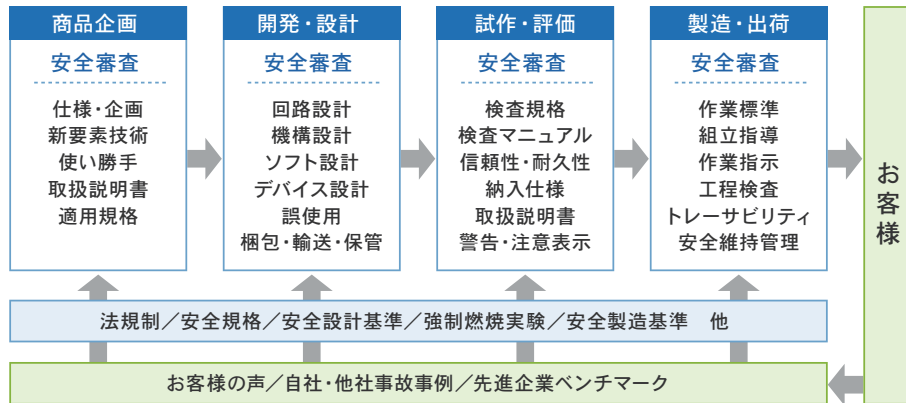 商品企画
安全審査
仕様・企画
新要素技術
使い勝手
取扱説明書
適用規格
開発・設計
安全審査
回路設計
機構設計
ソフト設計
デバイス設計
誤使用
梱包・輸送・保管
試作・評価
安全審査
検査規格
検査マニュアル
信頼性・耐久性
納入仕様
取扱説明書
警告・注意表示
製造・出荷
安全審査
作業標準
組立指導
作業指示
工程検査
トレーサビリティ
安全維持管理
お客様
法規制／安全規格／安全設計基準／強制燃焼実験／安全製造基準　他
お客様の声／自社・他社事故事例／先進企業ベンチマーク